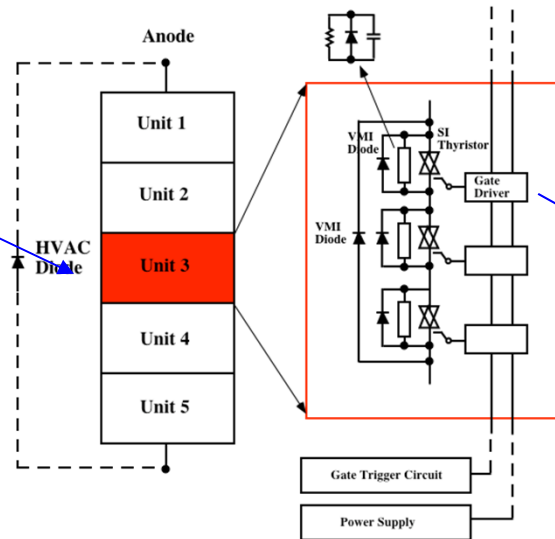 Anode
Unit 1
Unit 2
HVAC
Diode
Unit 3
Unit 4
Unit 5
VMI
Diode
SI
Thyristor
Gate
Driver
VMI
Diode
Gate Trigger Circuit
Power Supply